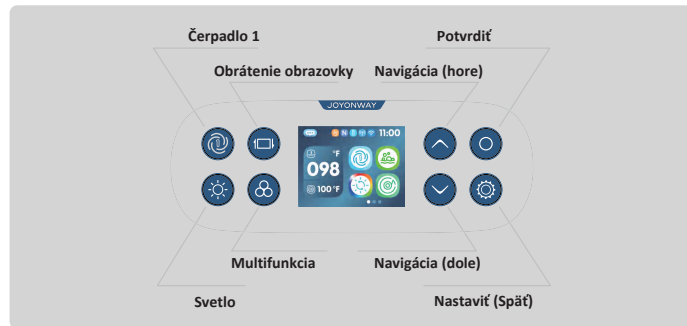 Čerpadlo 1
Potvrdiť
Obrátenie obrazovky
Navigácia (hore)
JOYONWAY
N 11:00
°F
098
100 °F
Multifunkcia
Navigácia (dole)
Svetlo
Nastaviť (Späť)